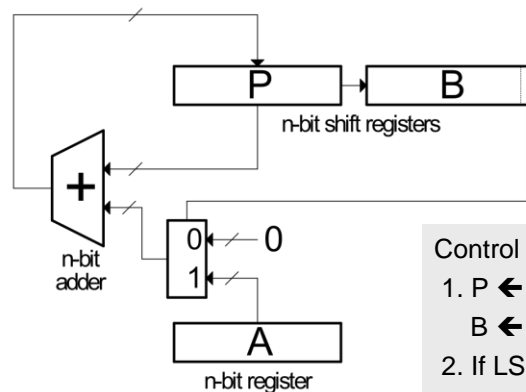 P
B
n-bit shift registers
+
n-bit
adder
0
0
1
A
n-bit register
Control
1. P ←
B ←
2. If LS